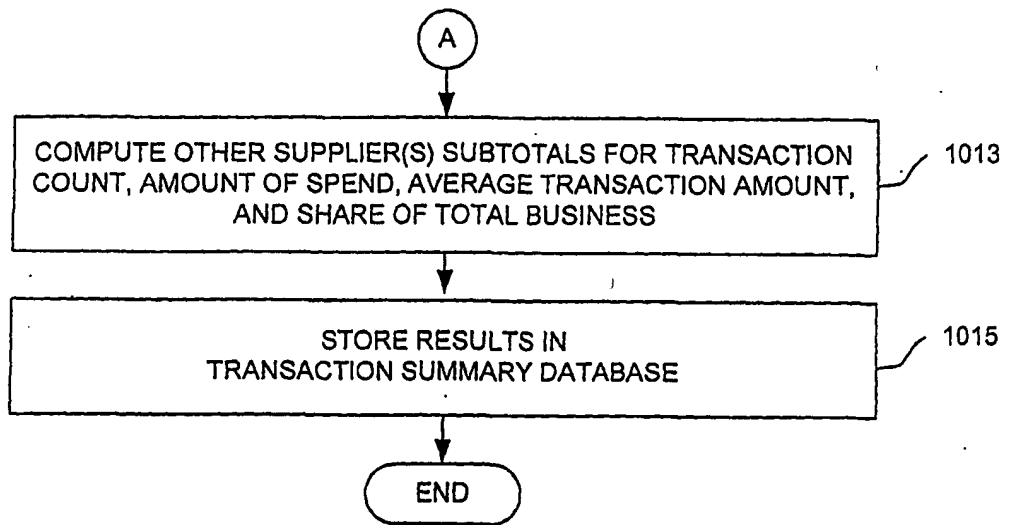 A
COMPUTE OTHER SUPPLIER(S) SUBTOTALS FOR TRANSACTION
COUNT, AMOUNT OF SPEND, AVERAGE TRANSACTION AMOUNT,
AND SHARE OF TOTAL BUSINESS
1013
STORE RESULTS IN
TRANSACTION SUMMARY DATABASE
1015
END